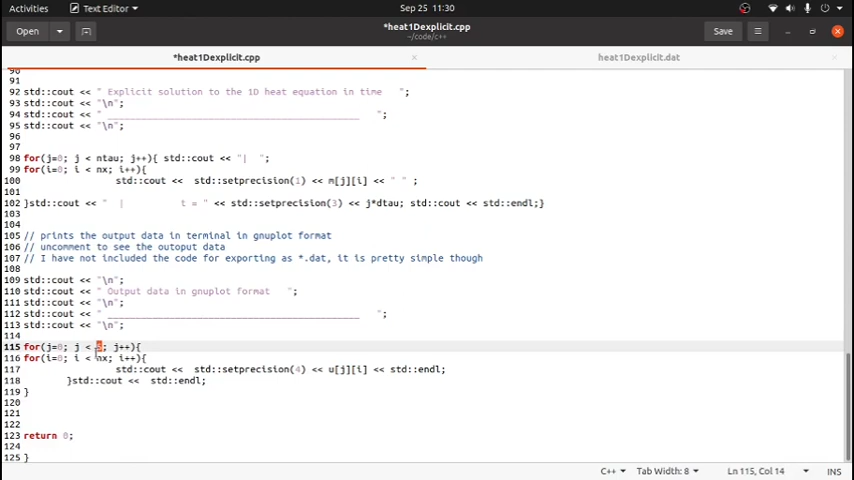 Activities Text Editor Sep 25 11:30
Open *heat1Dexplicit.cpp Save
~/code/c++
*heat1Dexplicit.cpp × heat1Dexplicit.dat
90
91
92 std::cout << " Explicit solution to the 1D heat equation in time ";
93 std::cout << "\n";
94 std::cout << " __________________________________________ ";
95 std::cout << "\n";
96
97
98 for(j=0; j < ntau; j++){ std::cout << "| ";
99 for(i=0; i < nx; i++){
100 std::cout << std::setprecision(1) << m[j][i] << " " ;
101
102 }std::cout << " | t = " << std::setprecision(3) << j*dtau; std::cout << std::endl;}
103
104
105 // prints the output data in terminal in gnuplot format
106 // uncomment to see the outoput data
107 // I have not included the code for exporting as *.dat, it is pretty simple though
108
109 std::cout << "\n";
110 std::cout << " Output data in gnuplot format ";
111 std::cout << "\n";
112 std::cout << " __________________________________________ ";
113 std::cout << "\n";
114
115 for(j=0; j < 5; j++){
116 for(i=0; i < nx; i++){
117 std::cout << std::setprecision(4) << u[j][i] << std::endl;
118 }std::cout << std::endl;
119 }
120
121
122
123 return 0;
124
125 }
C++ Tab Width: 8 Ln 115, Col 14 INS